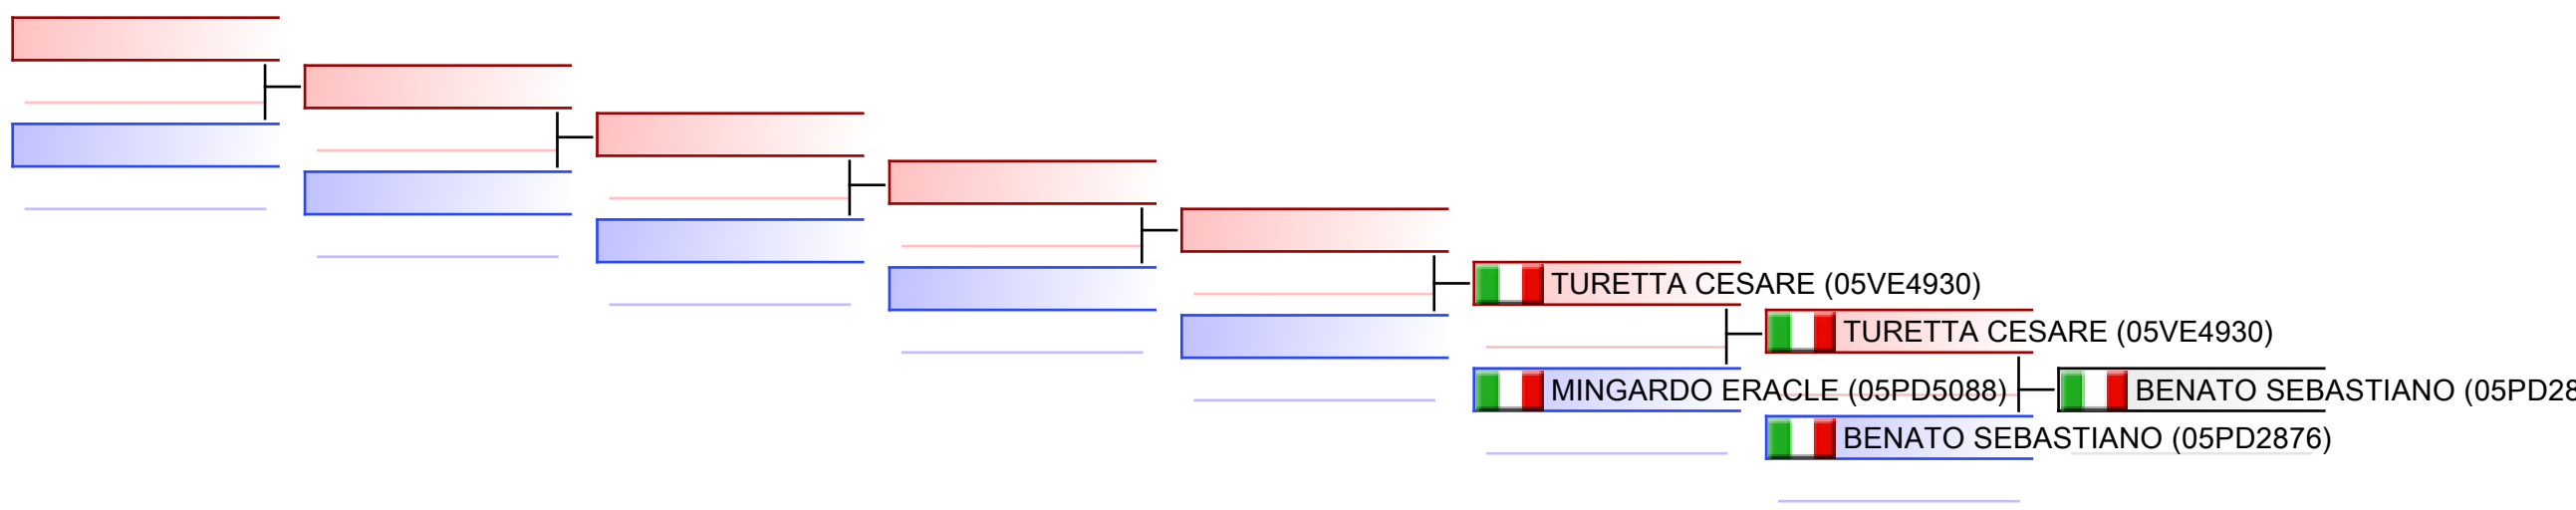 TURETTA CESARE (05VE4930)
TURETTA CESARE (05VE4930)
MINGARDO ERACLE (05PD5088)
BENATO SEBASTIANO (05PD28
BENATO SEBASTIANO (05PD2876)